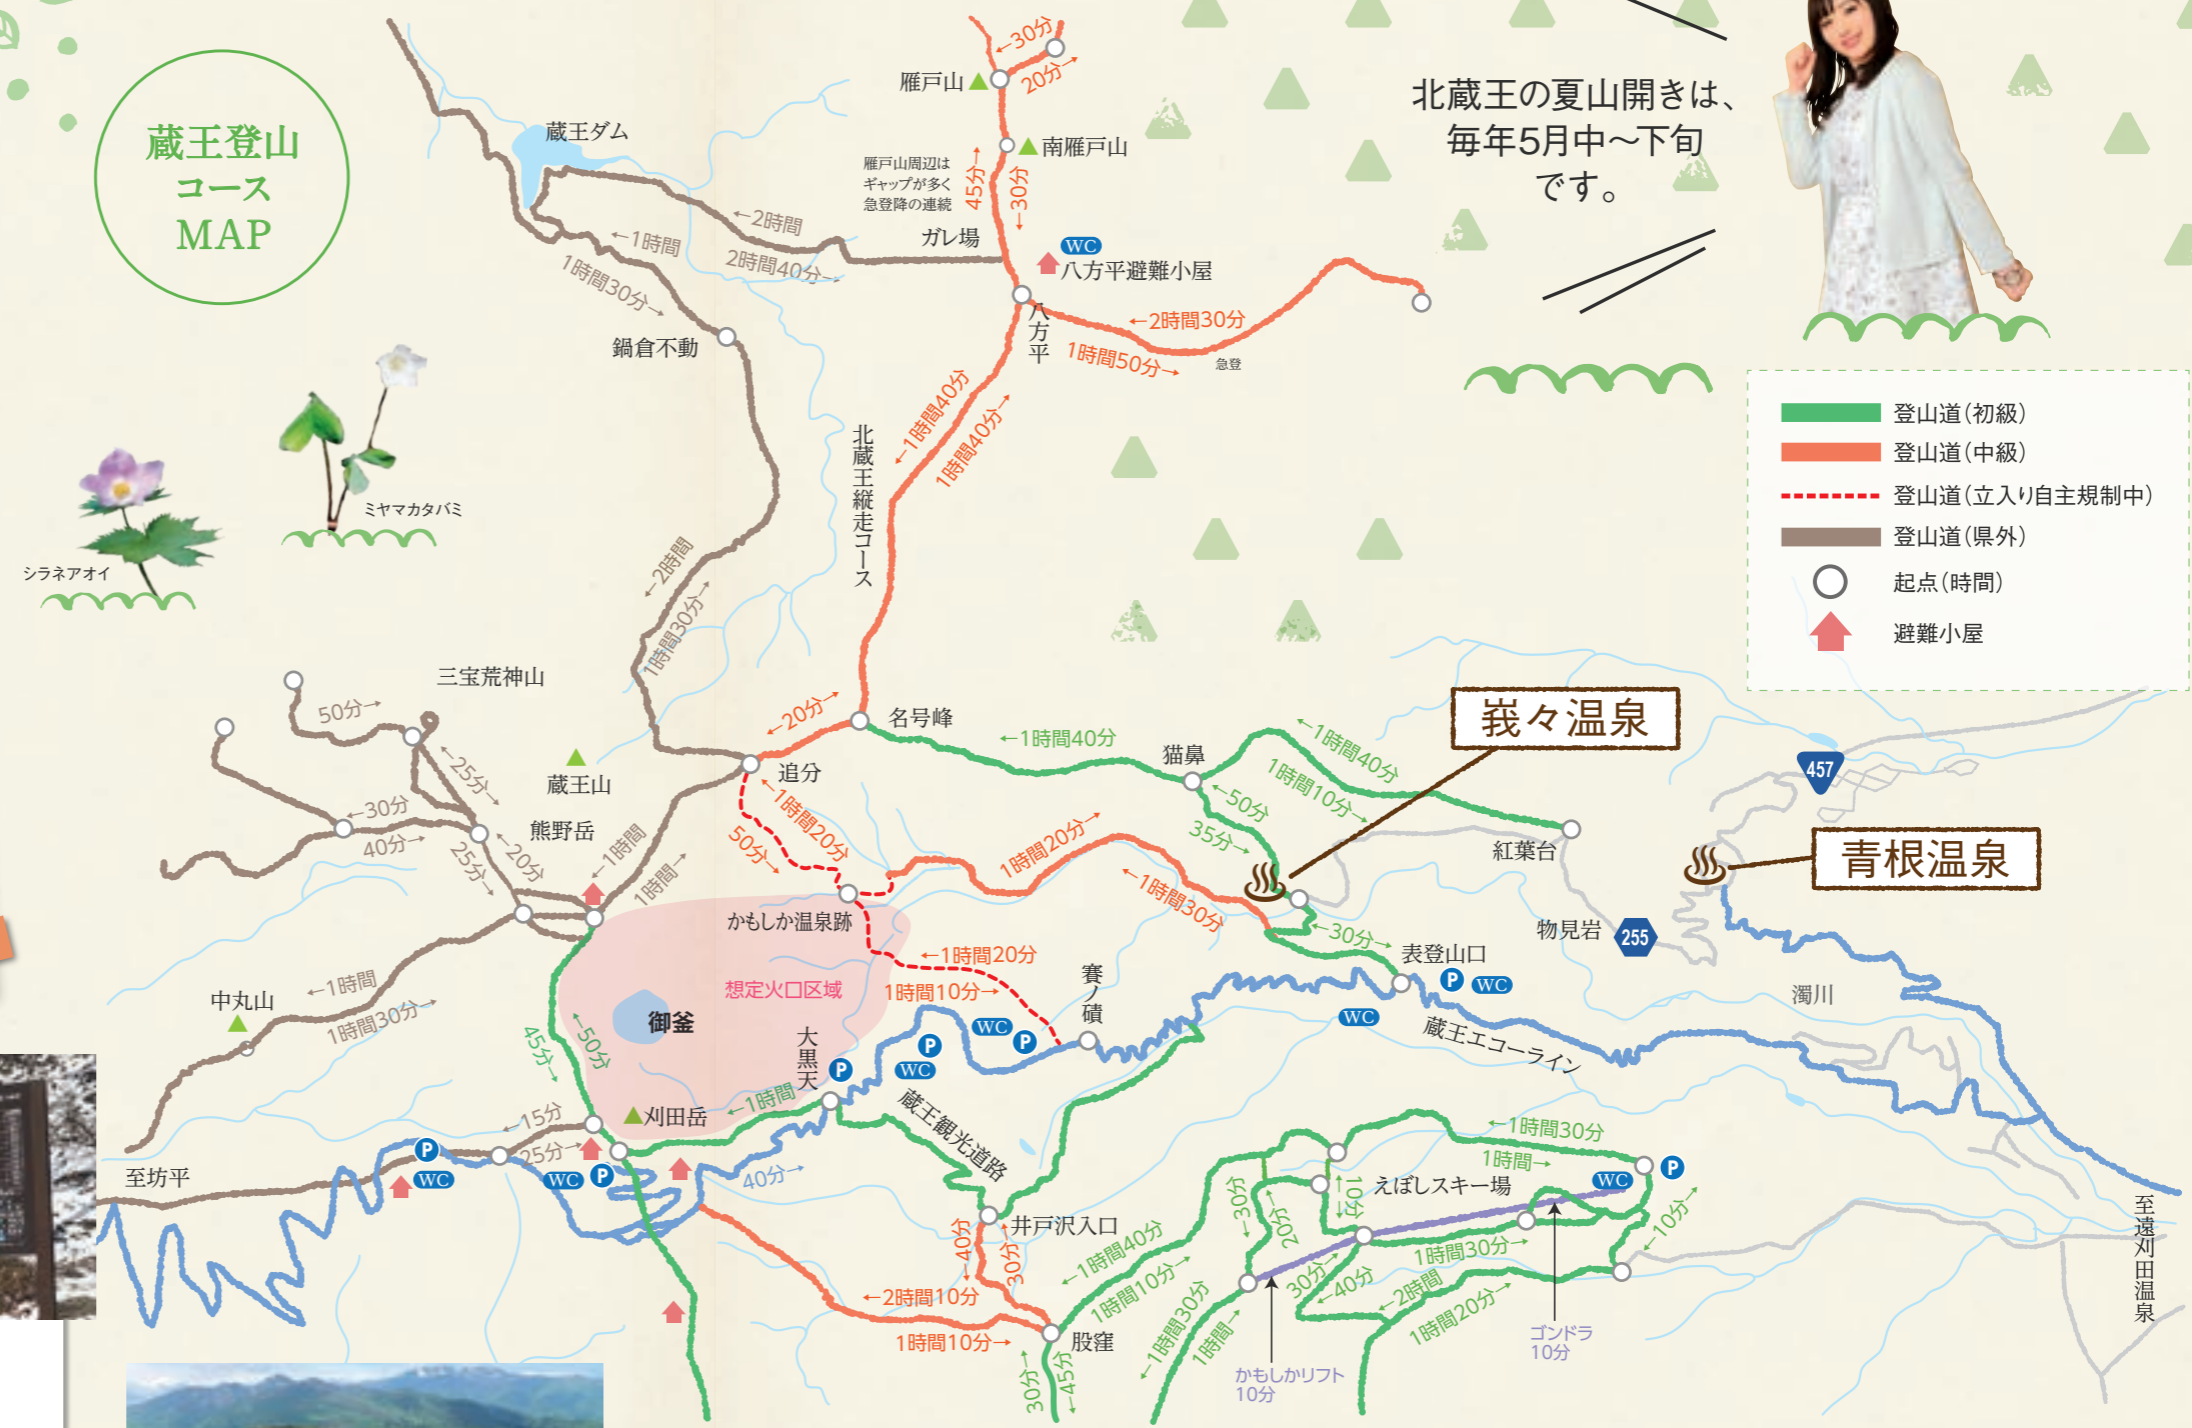 蔵王登山
コース
MAP
北蔵王の夏山開きは、
毎年5月中〜下旬
です。
登山道（初級）
登山道（中級）
登山道（立入り自主規制中）
登山道（県外）
起点（時間）
避難小屋
←30分
20分→
雁戸山
南雁戸山
蔵王ダム
雁戸山周辺は
ギャップが多く
急登降の連続
45分→
←30分
←2時間
2時間40分→
ガレ場
WC
八方平避難小屋
←1時間
1時間30分→
八方平
←2時間30分
1時間50分→
急登
鍋倉不動
←1時間40分
1時間40分→
北蔵王縦走コース
ミヤマカタバミ
シラネアオイ
←2時間
1時間30分→
三宝荒神山
50分→
←25分→
蔵王山
熊野岳
←30分
40分→
←20分
25分→
←20分→
名号峰
追分
←1時間40分
猫鼻
←1時間40分
1時間10分→
峩々温泉
457
紅葉台
青根温泉
←50分
35分→
←1時間20分
50分→
←1時間
1時間→
1時間20分→
←1時間30分
かもしか温泉跡
←30分→
物見岩
255
表登山口
P
WC
WC
濁川
←1時間20分
1時間10分→
賽ノ磧
想定火口区域
御釜
中丸山
←1時間
1時間30分→
←50分
45分→
大黒天
P
P
WC
WC
P
蔵王エコーライン
刈田岳
←1時間
蔵王観光道路
←15分
25分→
P
WC
WC
P
40分→
至坊平
井戸沢入口
←40分
30分→
←2時間10分
1時間10分→
股窪
30分→
←45分
←1時間40分
1時間10分→
←1時間30分
1時間→
←30分
20分→
←10分→
えぼしスキー場
←1時間30分
1時間→
WC
P
←10分→
1時間30分→
30分→
←40分
←2時間
1時間20分→
かもしかリフト
10分
ゴンドラ
10分
至遠刈田温泉